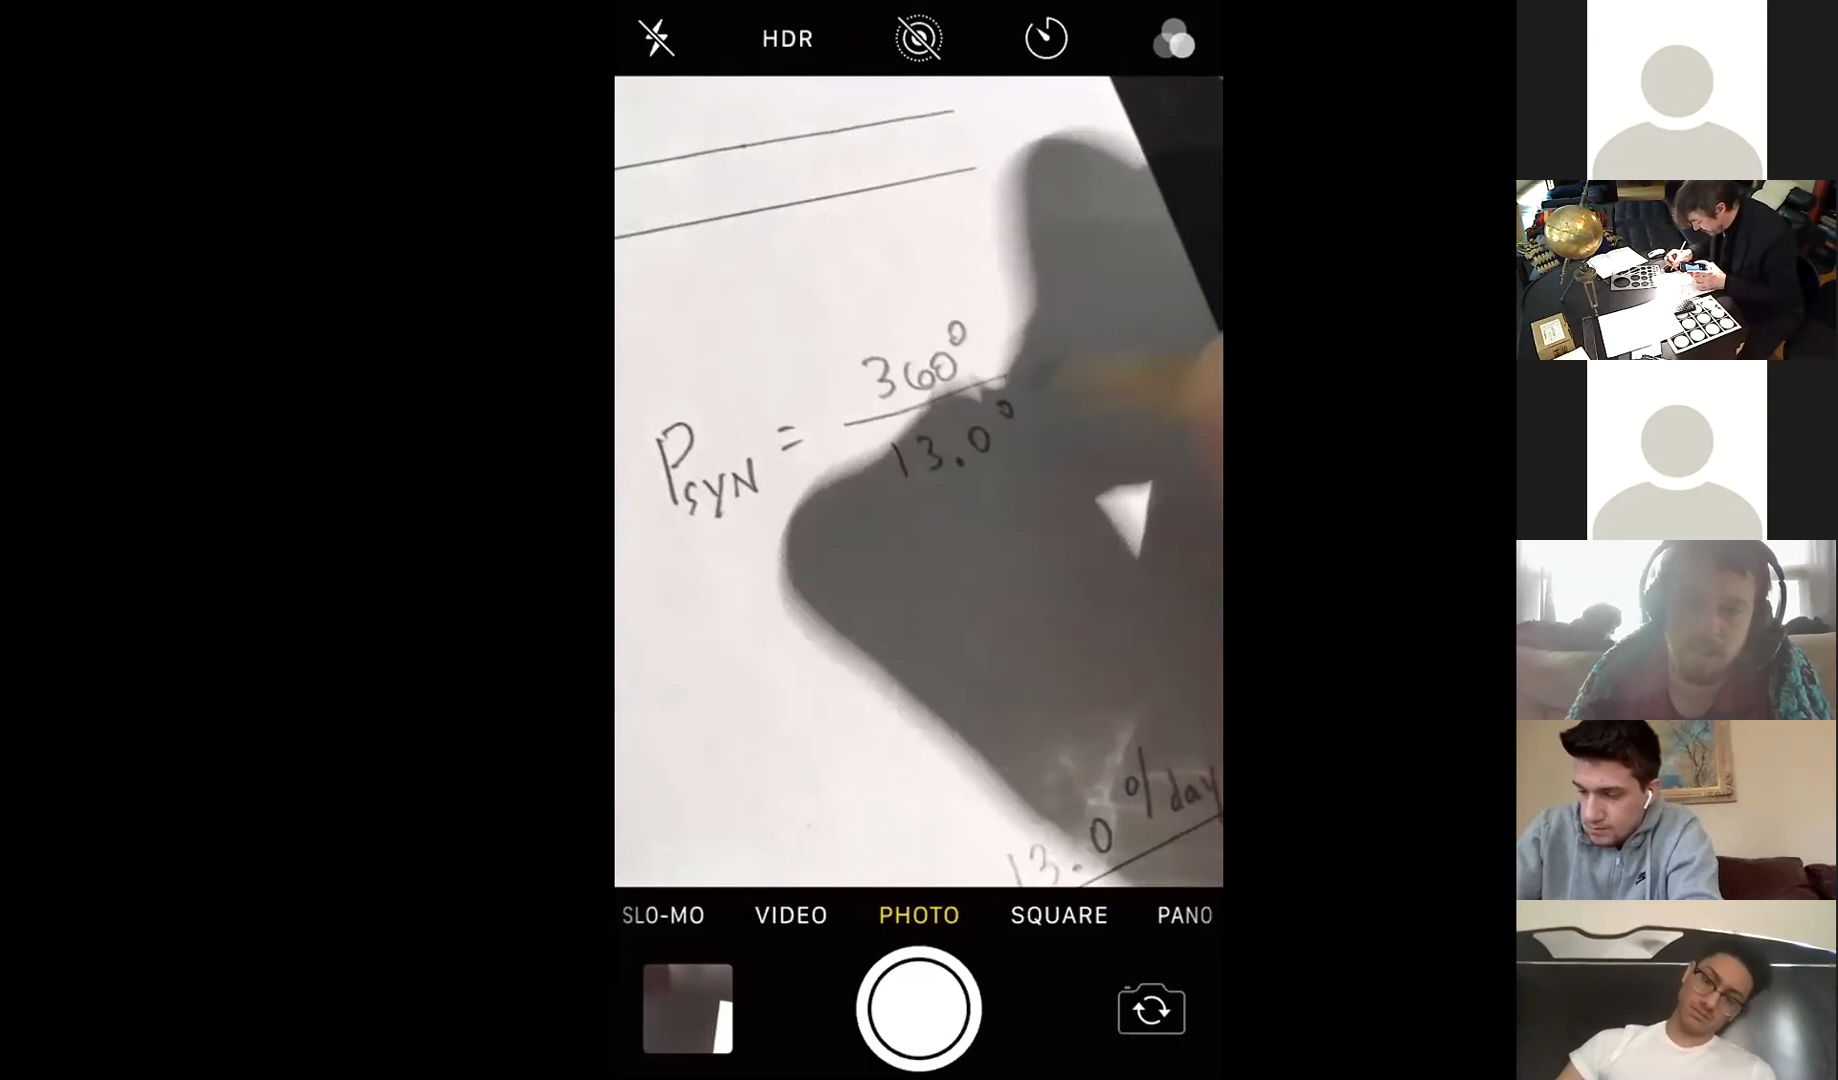 HDR
360°
P_SYN =
13.0°
13.0 °/day
SLO-MO VIDEO PHOTO SQUARE PANO